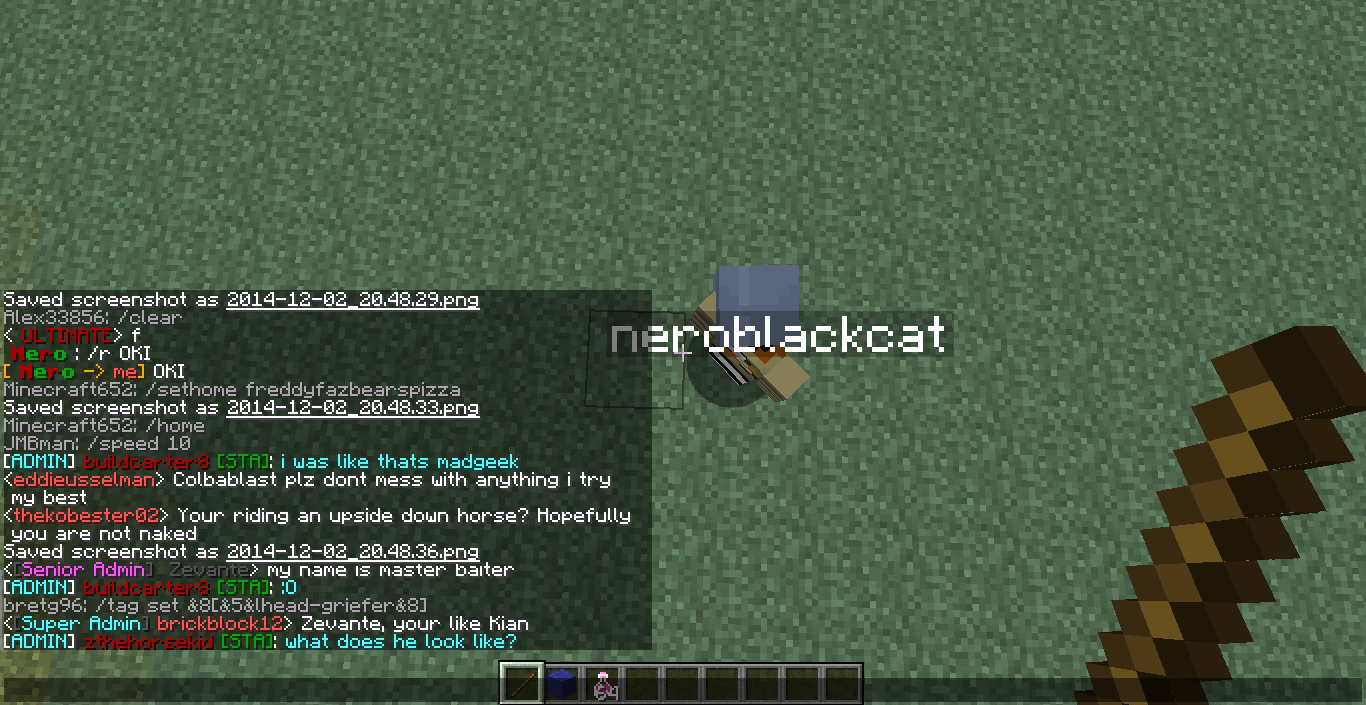 neroblackcat
Saved screenshot as 2014-12-02_20.48.29.png
Alex33856: /clear
< ULTIMATE> f
Nero : /r OKI
[ Nero -> me] OKI
Minecraft652: /sethome freddyfazbearspizza
Saved screenshot as 2014-12-02_20.48.33.png
Minecraft652: /home
JMBman: /speed 10
[ADMIN] buildcarter8 [STA]: i was like thats madgeek
<eddieusselman> Colbablast plz dont mess with anything i try
my best
<thekobester02> Your riding an upside down horse? Hopefully
you are not naked
Saved screenshot as 2014-12-02_20.48.36.png
<[Senior Admin] Zevante> my name is master baiter
[ADMIN] buildcarter8 [STA]: :O
bretg96: /tag set &8[&5&lhead-griefer&8]
<[Super Admin] brickblock12> Zevante, your like Kian
[ADMIN] zthehorsekid [STA]: what does he look like?
64